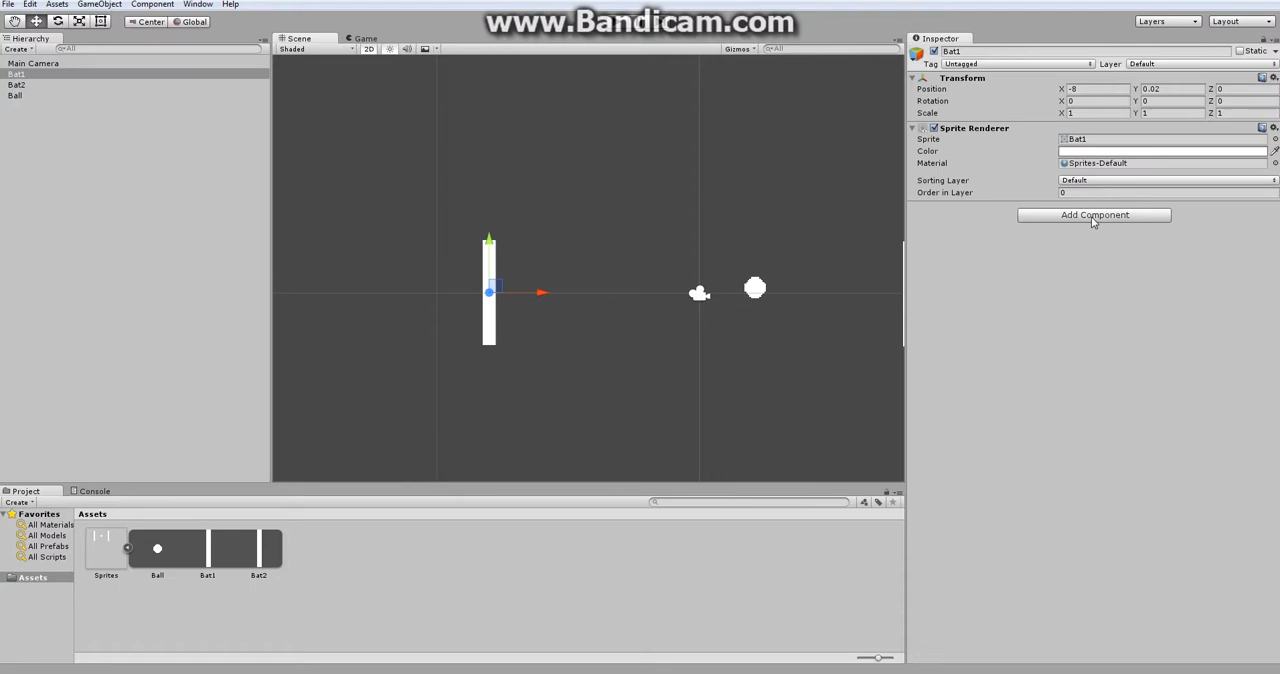 www.Bandicam.com
File Edit Assets GameObject Component Window Help
Center Global
Layers Layout
Hierarchy
Create All
Main Camera
Bat1
Bat2
Ball
Scene Game
Shaded 2D Gizmos All
Inspector
Bat1 Static
Tag Untagged Layer Default
Transform
Position X -8 Y 0.02 Z 0
Rotation X 0 Y 0 Z 0
Scale X 1 Y 1 Z 1
Sprite Renderer
Sprite Bat1
Color
Material Sprites-Default
Sorting Layer Default
Order in Layer 0
Add Component
Project Console
Create
Favorites
All Materials
All Models
All Prefabs
All Scripts
Assets
Assets
Sprites Ball Bat1 Bat2